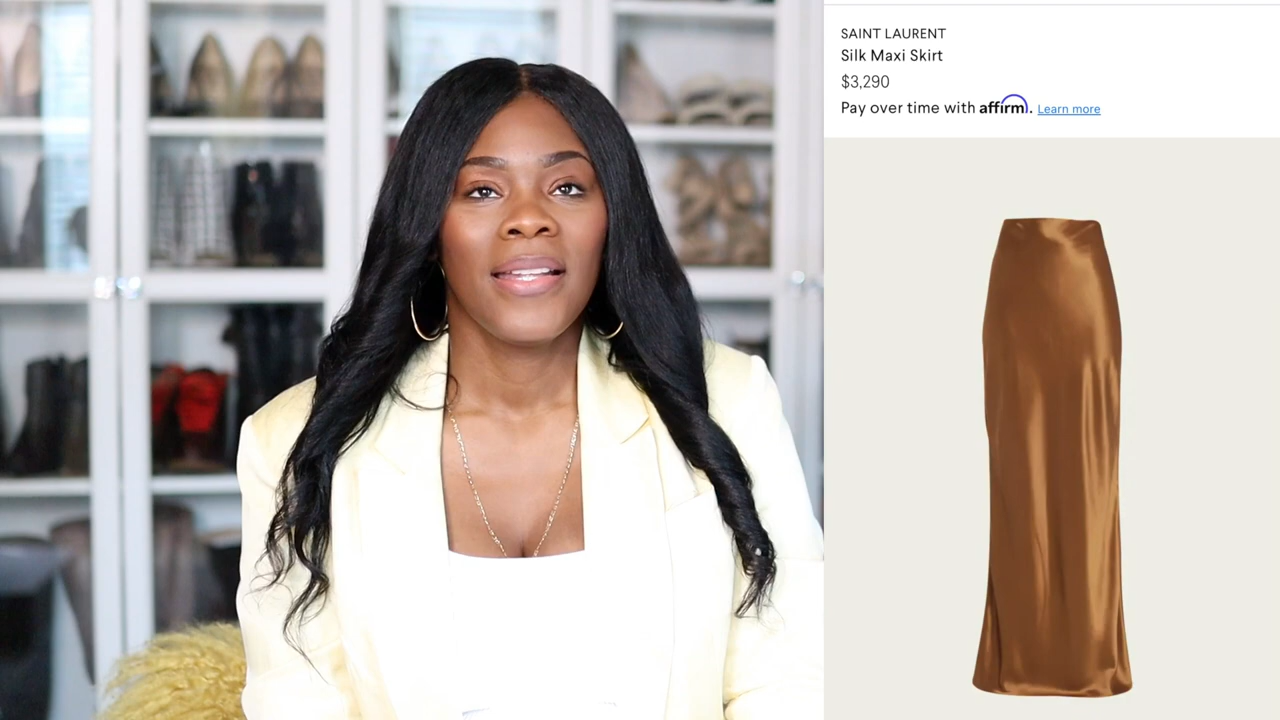 SAINT LAURENT
Silk Maxi Skirt
$3,290
Pay over time with affirm. Learn more